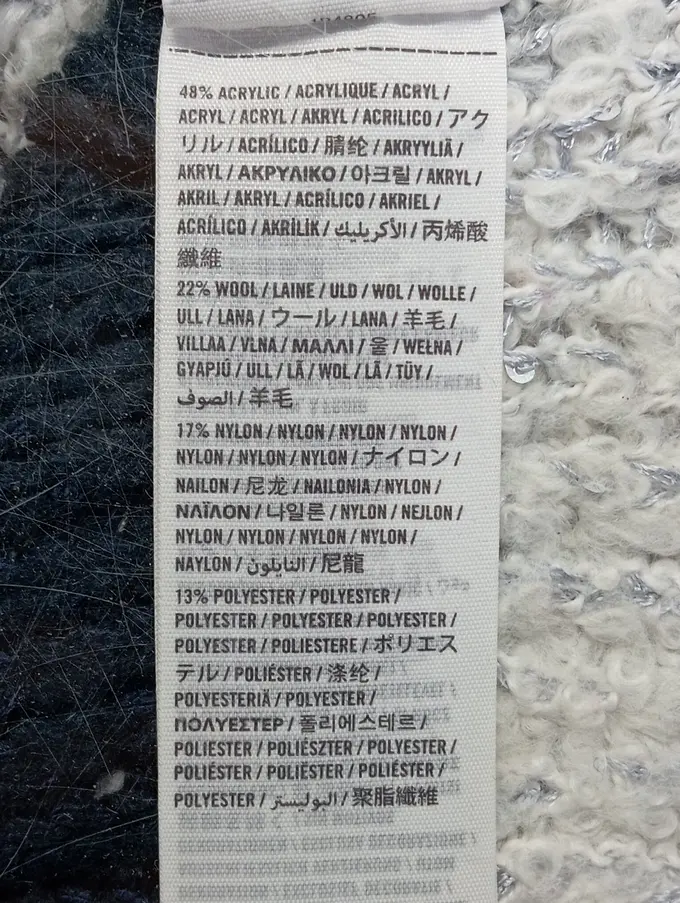 48% ACRYLIC / ACRYLIQUE / ACRYL /
ACRYL / ACRYL / AKRYL / ACRILICO / アク
リル / ACRÍLICO / 腈纶 / AKRYYLIÄ /
AKRYL / ΑΚΡΥΛΙΚΟ / 아크릴 / AKRYL /
AKRIL / AKRYL / ACRÍLICO / AKRIEL /
ACRÍLICO / AKRİLİK / الأكريليك / 丙烯酸
纖維
22% WOOL / LAINE / ULD / WOL / WOLLE /
ULL / LANA / ウール / LANA / 羊毛 /
VILLAA / VLNA / ΜΑΛΛΙ / 울 / WEŁNA /
GYAPJÚ / ULL / LÃ / WOL / LÃ / TÜY /
الصوف / 羊毛
17% NYLON / NYLON / NYLON / NYLON /
NYLON / NYLON / NYLON / ナイロン /
NAILON / 尼龙 / NAILONIA / NYLON /
ΝΑΪΛΟΝ / 나일론 / NYLON / NEJLON /
NYLON / NYLON / NYLON / NYLON /
NAYLON / النايلون / 尼龍
13% POLYESTER / POLYESTER /
POLYESTER / POLYESTER / POLYESTER /
POLYESTER / POLIESTERE / ポリエス
テル / POLIÉSTER / 涤纶 /
POLYESTERIÄ / POLYESTER /
ΠΟΛΥΕΣΤΕΡ / 폴리에스테르 /
POLIESTER / POLIÉSZTER / POLYESTER /
POLIÉSTER / POLIËSTER / POLIÉSTER /
POLYESTER / البوليستر / 聚脂纖維